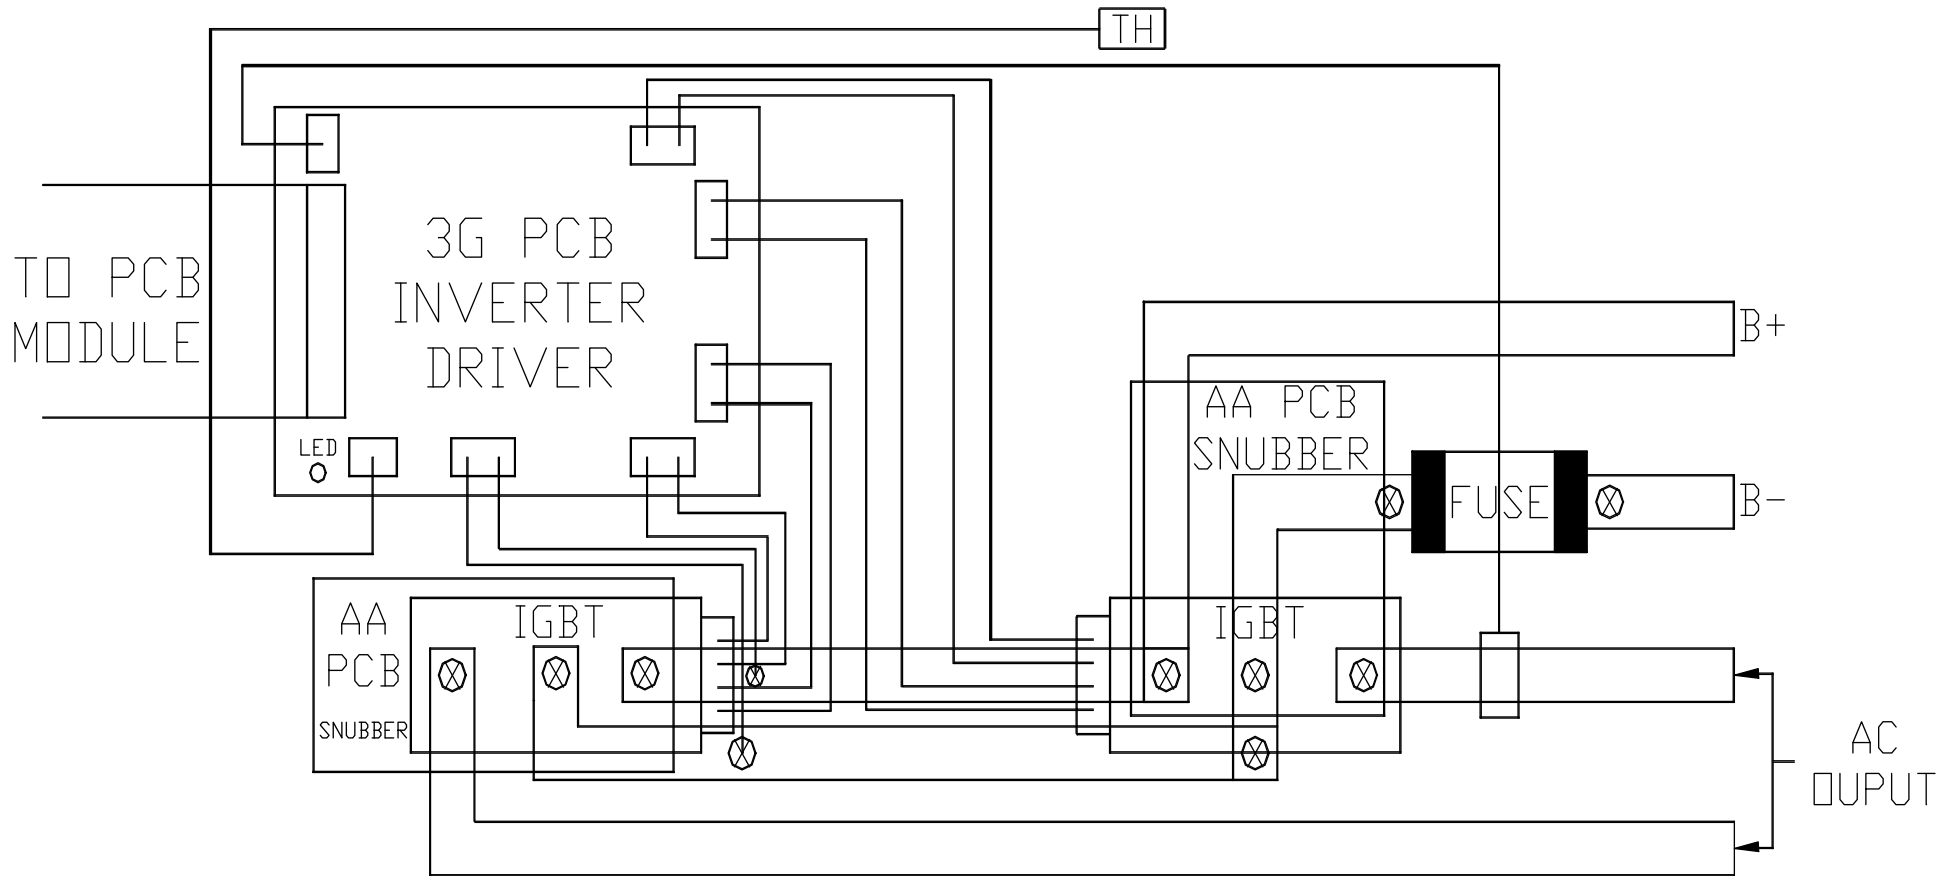 TH
3G PCB
INVERTER
DRIVER
TO PCB
MODULE
B+
AA PCB
SNUBBER
LED
FUSE
B-
AA
PCB
SNUBBER
IGBT
IGBT
AC
OUPUT